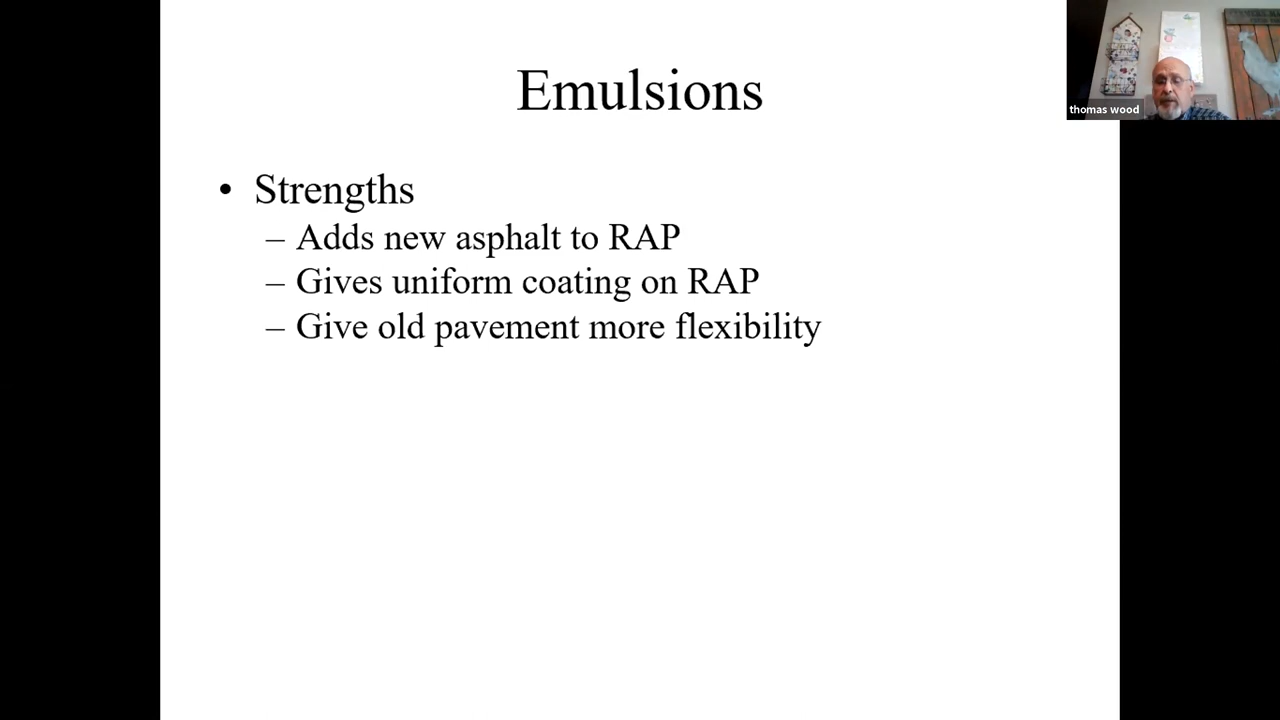 Emulsions
• Strengths
– Adds new asphalt to RAP
– Gives uniform coating on RAP
– Give old pavement more flexibility
thomas wood